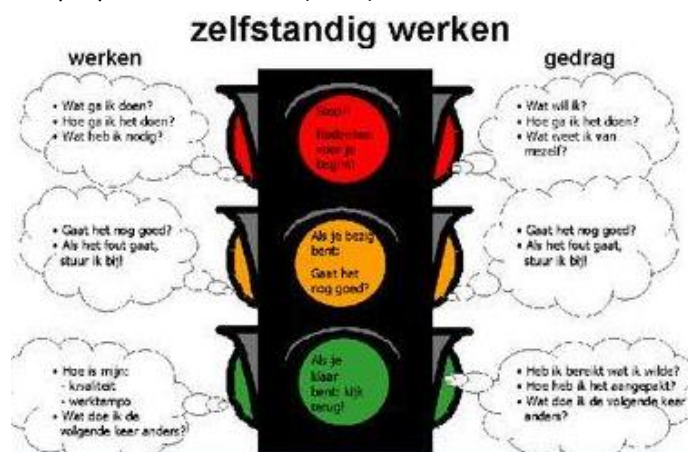 zelfstandig werken
werken
gedrag
• Wat ga ik doen?
• Hoe ga ik het doen?
• Wat heb ik nodig?
Stop!
Nadenken
voor je
begint!
• Wat wil ik?
• Hoe ga ik het doen?
• Wat weet ik van
mezelf?
• Gaat het nog goed?
• Als het fout gaat,
stuur ik bij!
Als je bezig
bent:
Gaat het
nog goed?
• Gaat het nog goed?
• Als het fout gaat,
stuur ik bij!
• Hoe is mijn:
- kwaliteit
- werktempo
• Wat doe ik de
volgende keer anders?
Als je
klaar
bent: kijk
terug!
• Heb ik bereikt wat ik wilde?
• Hoe heb ik het aangepakt?
• Wat doe ik de volgende keer
anders?